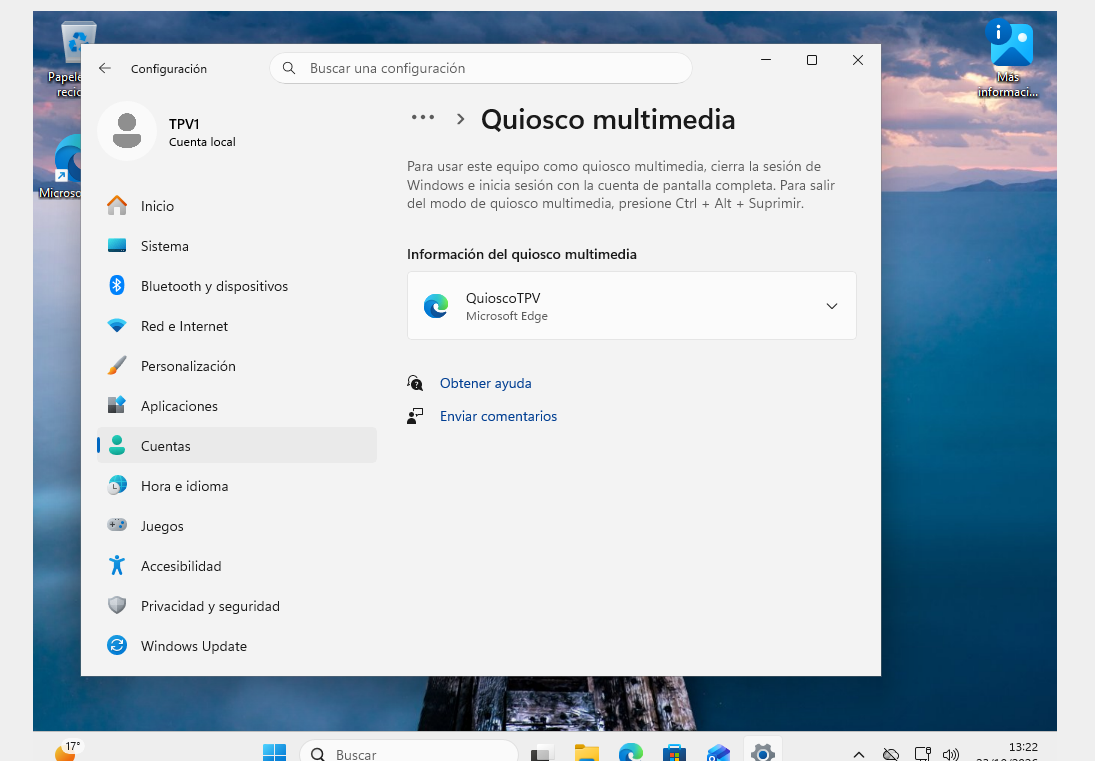 Papele
recic
Microso
Más
informaci...
Configuración
Buscar una configuración
TPV1
Cuenta local
Inicio
Sistema
Bluetooth y dispositivos
Red e Internet
Personalización
Aplicaciones
Cuentas
Hora e idioma
Juegos
Accesibilidad
Privacidad y seguridad
Windows Update
... > Quiosco multimedia
Para usar este equipo como quiosco multimedia, cierra la sesión de
Windows e inicia sesión con la cuenta de pantalla completa. Para salir
del modo de quiosco multimedia, presione Ctrl + Alt + Suprimir.
Información del quiosco multimedia
QuioscoTPV
Microsoft Edge
Obtener ayuda
Enviar comentarios
17°
Buscar
13:22